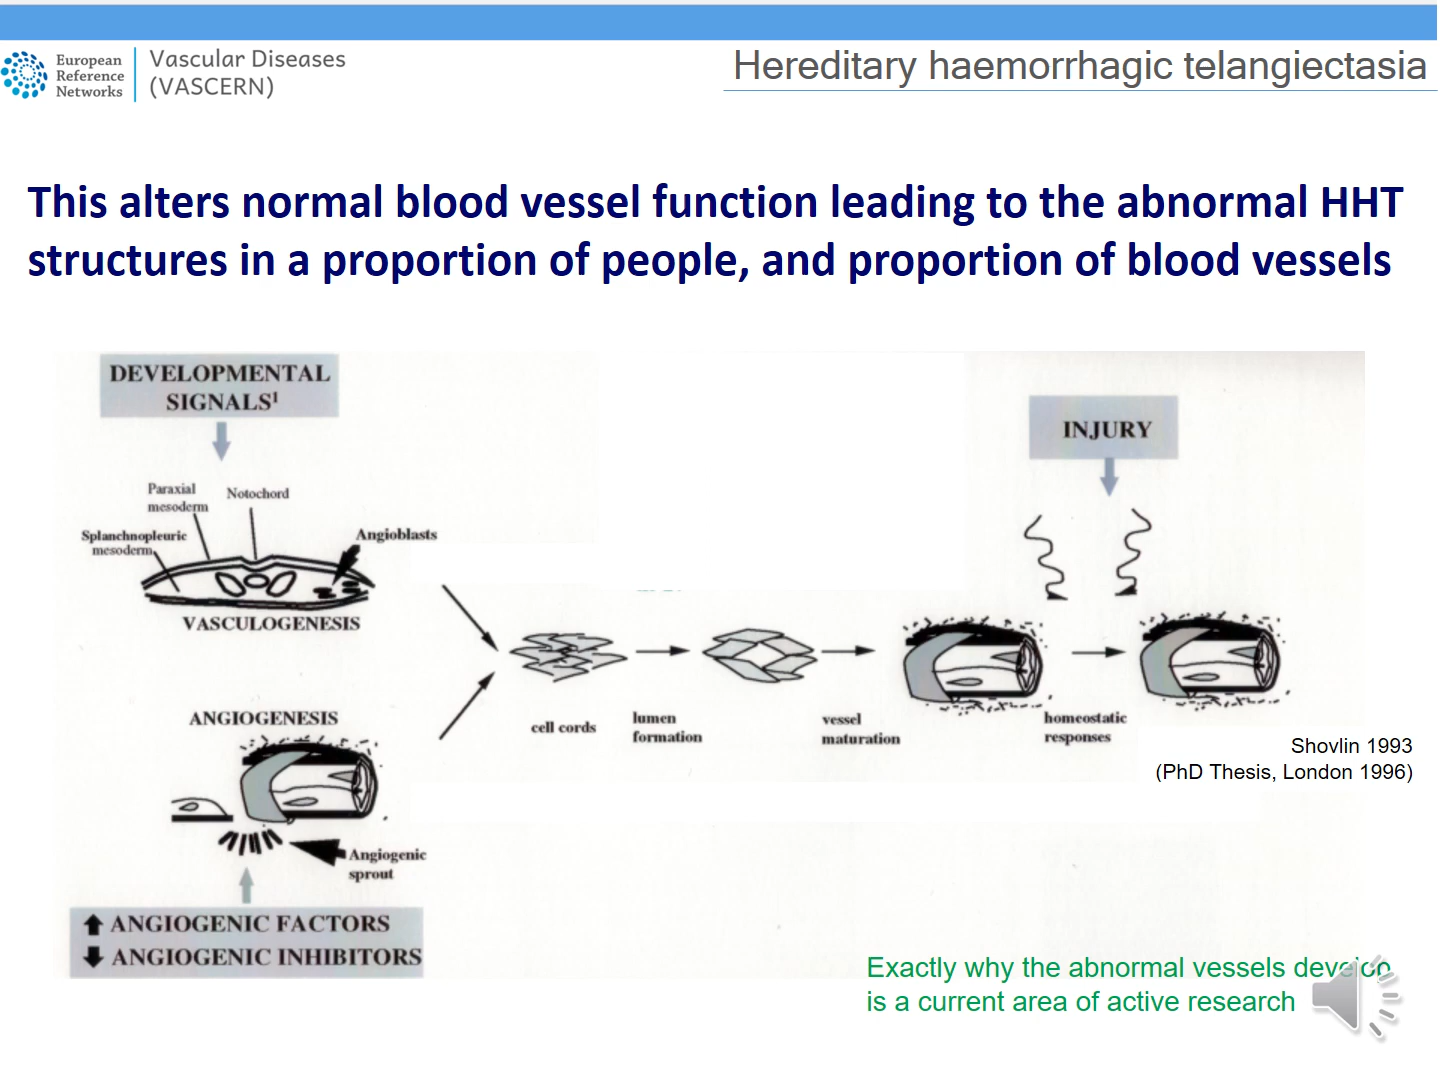 European
Reference
Networks
Vascular Diseases
(VASCERN)
Hereditary haemorrhagic telangiectasia
This alters normal blood vessel function leading to the abnormal HHT
structures in a proportion of people, and proportion of blood vessels
DEVELOPMENTAL
SIGNALS¹
Paraxial
mesoderm
Notochord
Splanchnopleuric
mesoderm
Angioblasts
VASCULOGENESIS
ANGIOGENESIS
Angiogenic
sprout
⬆ ANGIOGENIC FACTORS
⬇ ANGIOGENIC INHIBITORS
cell cords
lumen
formation
vessel
maturation
INJURY
homeostatic
responses
Shovlin 1993
(PhD Thesis, London 1996)
Exactly why the abnormal vessels develop
is a current area of active research